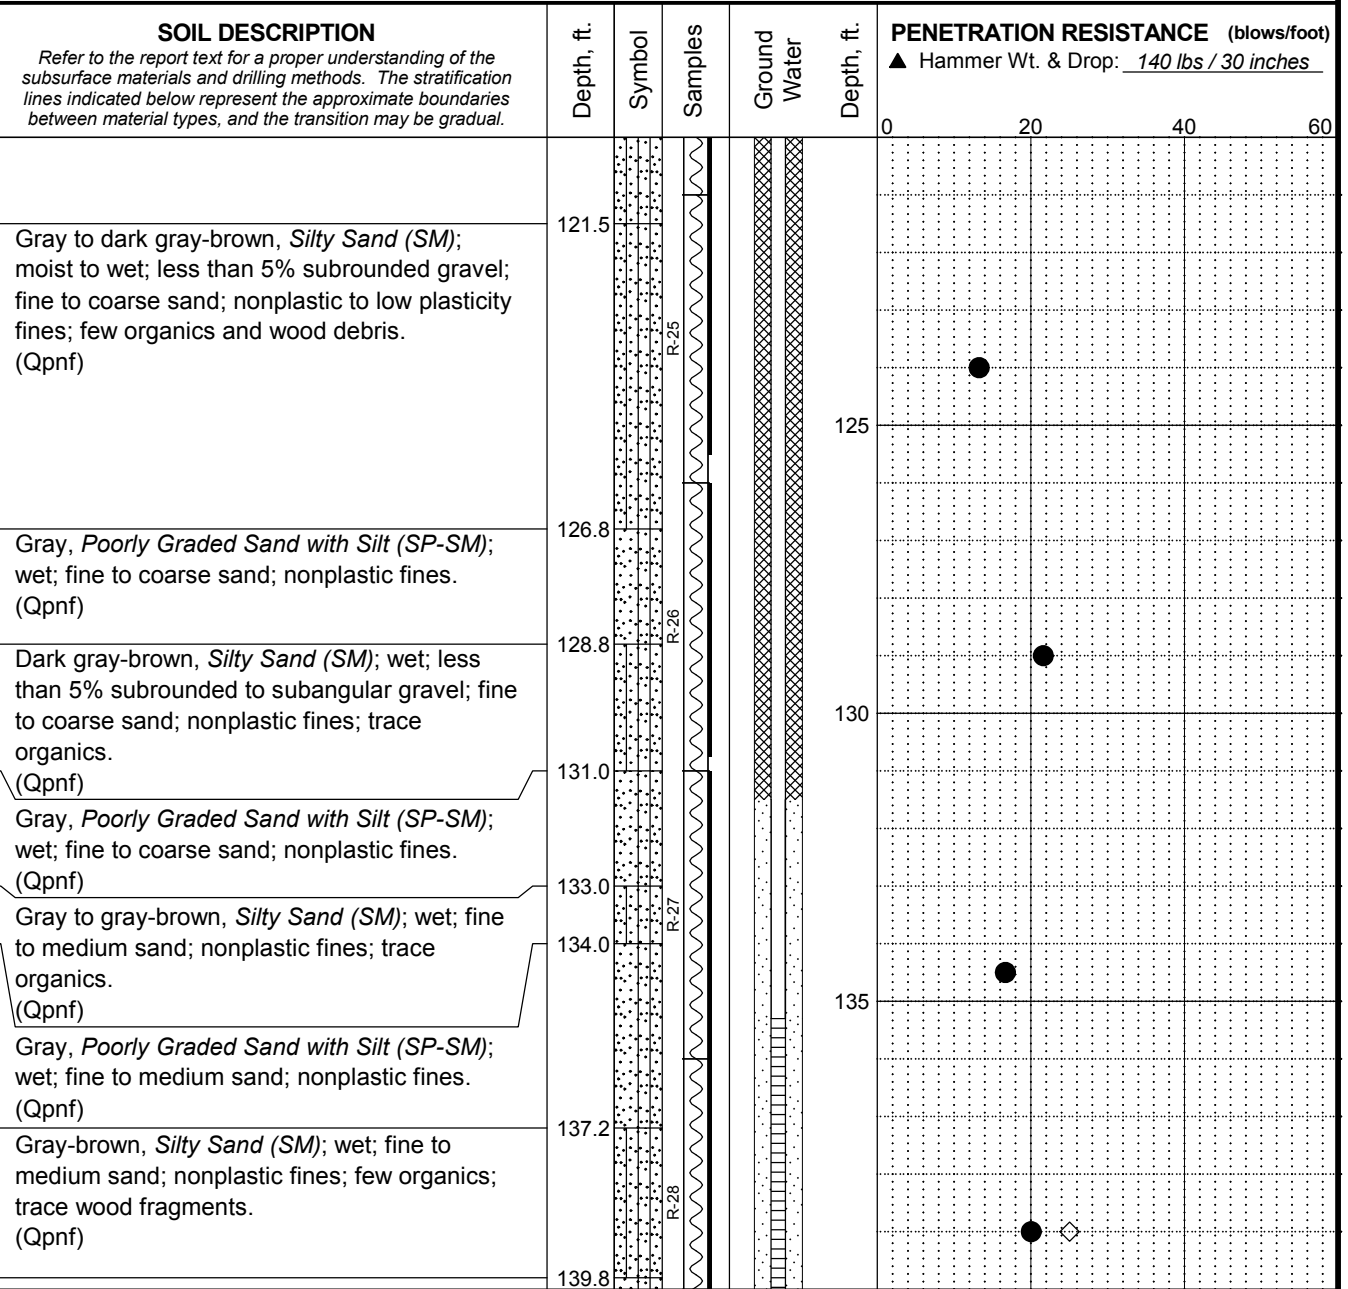 SOIL DESCRIPTION
Refer to the report text for a proper understanding of the
subsurface materials and drilling methods. The stratification
lines indicated below represent the approximate boundaries
between material types, and the transition may be gradual.
Depth, ft.
Symbol
Samples
Ground
Water
Depth, ft.
PENETRATION RESISTANCE (blows/foot)
▲ Hammer Wt. & Drop: 140 lbs / 30 inches
0 20 40 60
121.5
Gray to dark gray-brown, Silty Sand (SM);
moist to wet; less than 5% subrounded gravel;
fine to coarse sand; nonplastic to low plasticity
fines; few organics and wood debris.
(Qpnf)
R-25
125
126.8
Gray, Poorly Graded Sand with Silt (SP-SM);
wet; fine to coarse sand; nonplastic fines.
(Qpnf)
R-26
128.8
Dark gray-brown, Silty Sand (SM); wet; less
than 5% subrounded to subangular gravel; fine
to coarse sand; nonplastic fines; trace
organics.
(Qpnf)
130
131.0
Gray, Poorly Graded Sand with Silt (SP-SM);
wet; fine to coarse sand; nonplastic fines.
(Qpnf)
133.0
Gray to gray-brown, Silty Sand (SM); wet; fine
to medium sand; nonplastic fines; trace
organics.
(Qpnf)
R-27
134.0
135
Gray, Poorly Graded Sand with Silt (SP-SM);
wet; fine to medium sand; nonplastic fines.
(Qpnf)
137.2
Gray-brown, Silty Sand (SM); wet; fine to
medium sand; nonplastic fines; few organics;
trace wood fragments.
(Qpnf)
R-28
139.8